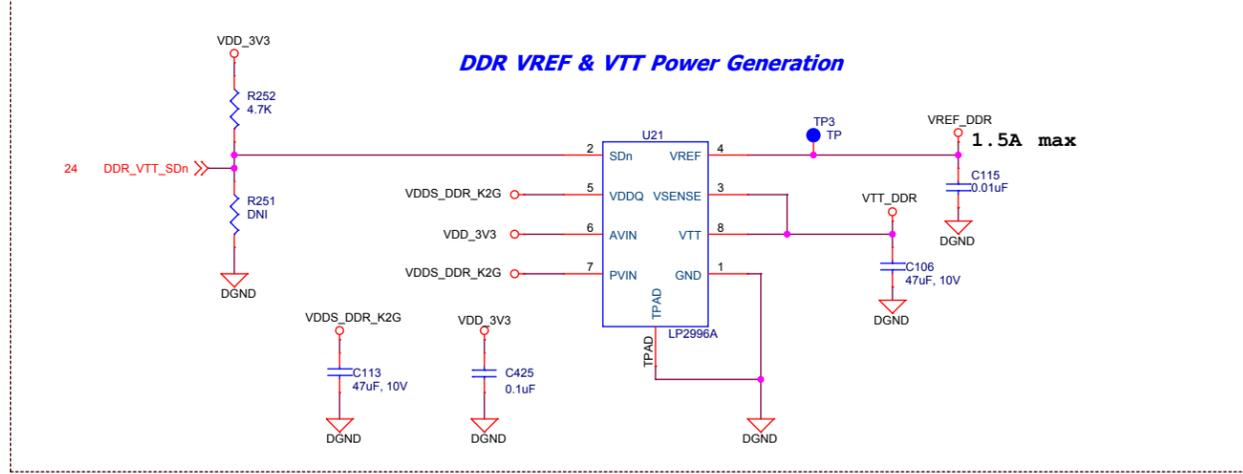 DDR VREF & VTT Power Generation
VDD_3V3
R252
4.7K
24 DDR_VTT_SDn
R251
DNI
DGND
U21
2 SDn
5 VDDQ
6 AVIN
7 PVIN
VREF 4
VSENSE 3
VTT 8
GND 1
TPAD
TPAD
LP2996A
VDDS_DDR_K2G
VDD_3V3
VDDS_DDR_K2G
TP3
TP
VREF_DDR
1.5A max
C115
0.01uF
DGND
VTT_DDR
C106
47uF, 10V
DGND
VDDS_DDR_K2G
C113
47uF, 10V
DGND
VDD_3V3
C425
0.1uF
DGND
DGND